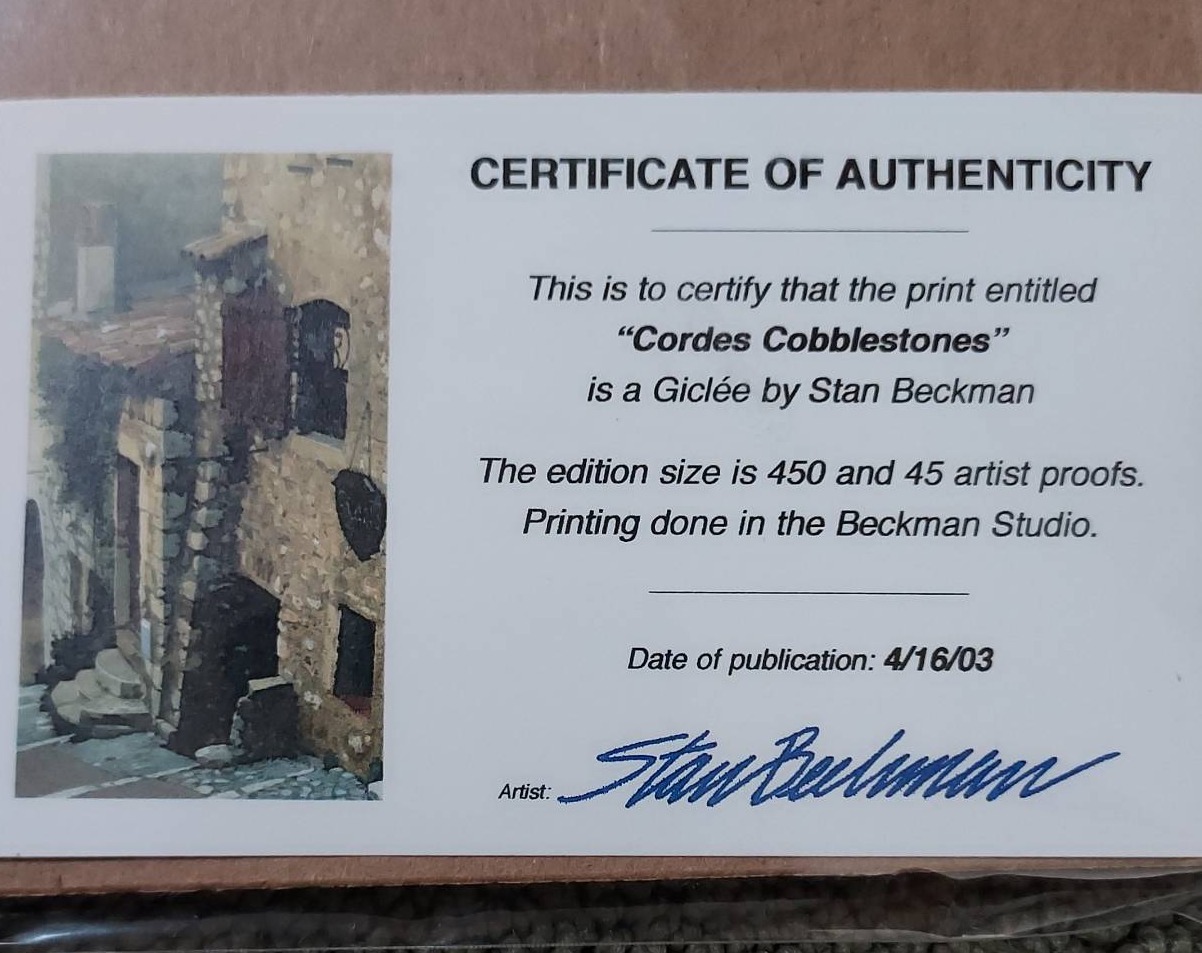 CERTIFICATE OF AUTHENTICITY
This is to certify that the print entitled
“Cordes Cobblestones”
is a Giclée by Stan Beckman
The edition size is 450 and 45 artist proofs.
Printing done in the Beckman Studio.
Date of publication: 4/16/03
Artist: Stan Beckman